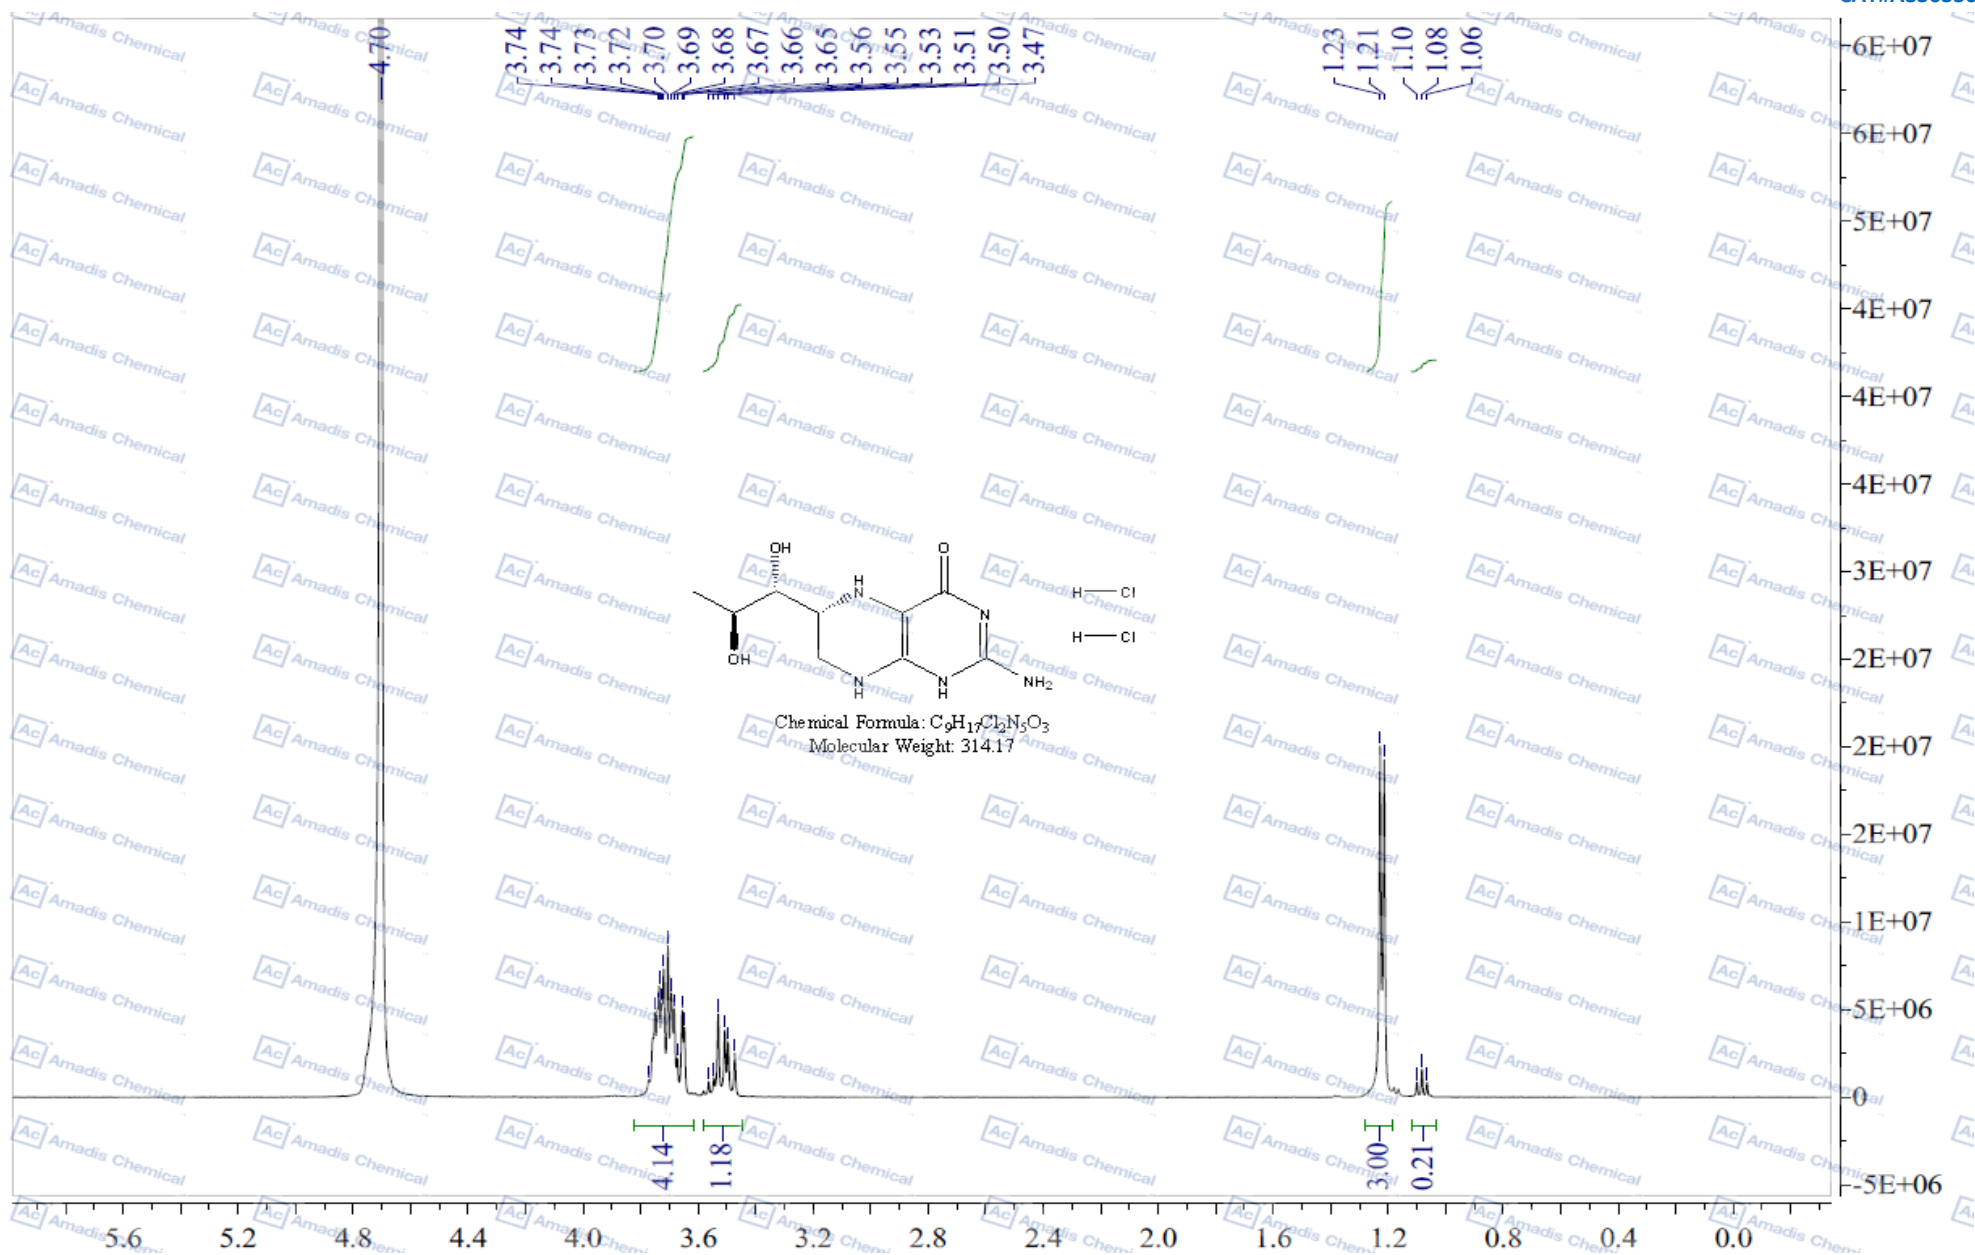 4.70
3.74
3.74
3.73
3.72
3.70
3.69
3.68
3.67
3.66
3.65
3.56
3.55
3.53
3.51
3.50
3.47
1.23
1.21
1.10
1.08
1.06
6E+07
6E+07
5E+07
4E+07
4E+07
4E+07
3E+07
2E+07
2E+07
2E+07
1E+07
5E+06
0
-5E+06
OH
OH
H
N
O
N
N
H
N
H
NH2
H Cl
H Cl
Chemical Formula: C9H17Cl2N5O3
Molecular Weight: 314.17
4.14
1.18
3.00
0.21
5.6 5.2 4.8 4.4 4.0 3.6 3.2 2.8 2.4 2.0 1.6 1.2 0.8 0.4 0.0
Ac Amadis Chemical